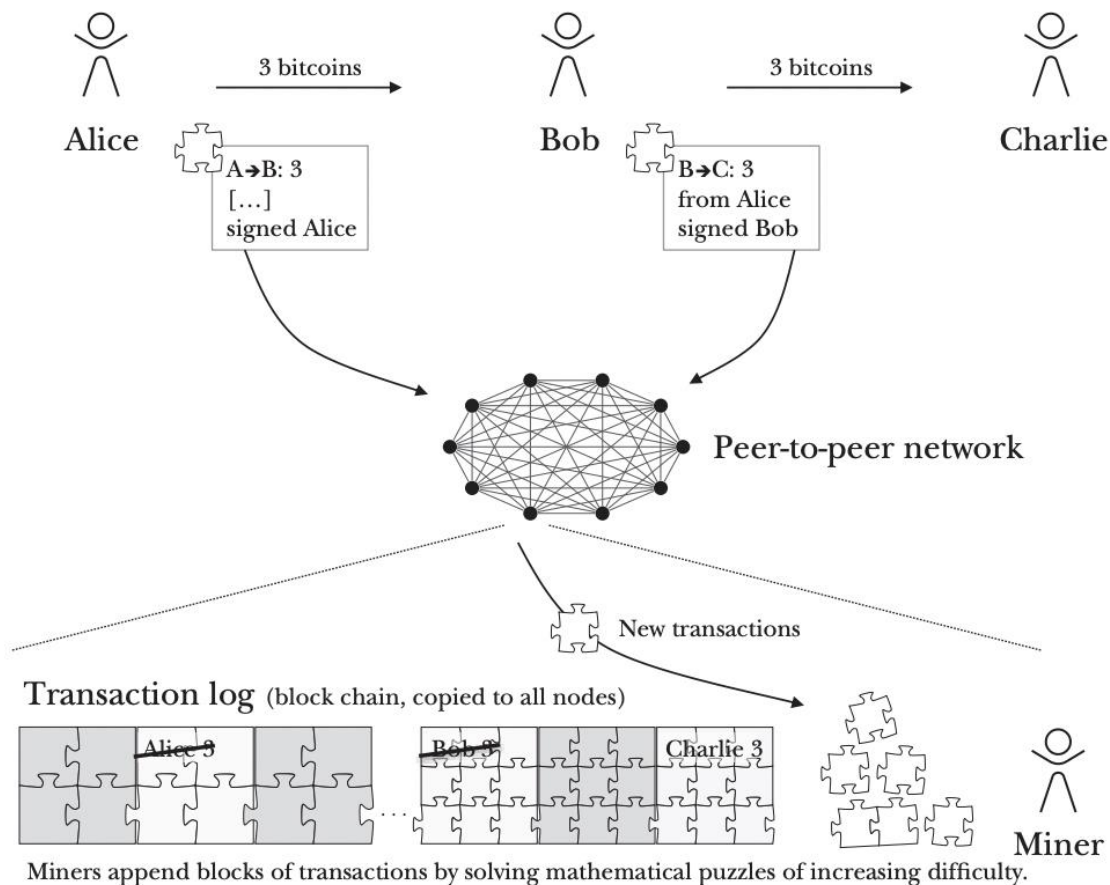 3 bitcoins
3 bitcoins
Alice
Bob
Charlie
A→B: 3
[...]
signed Alice
B→C: 3
from Alice
signed Bob
Peer-to-peer network
New transactions
Transaction log (block chain, copied to all nodes)
Alice 3
Bob 3
Charlie 3
...
Miner
Miners append blocks of transactions by solving mathematical puzzles of increasing difficulty.